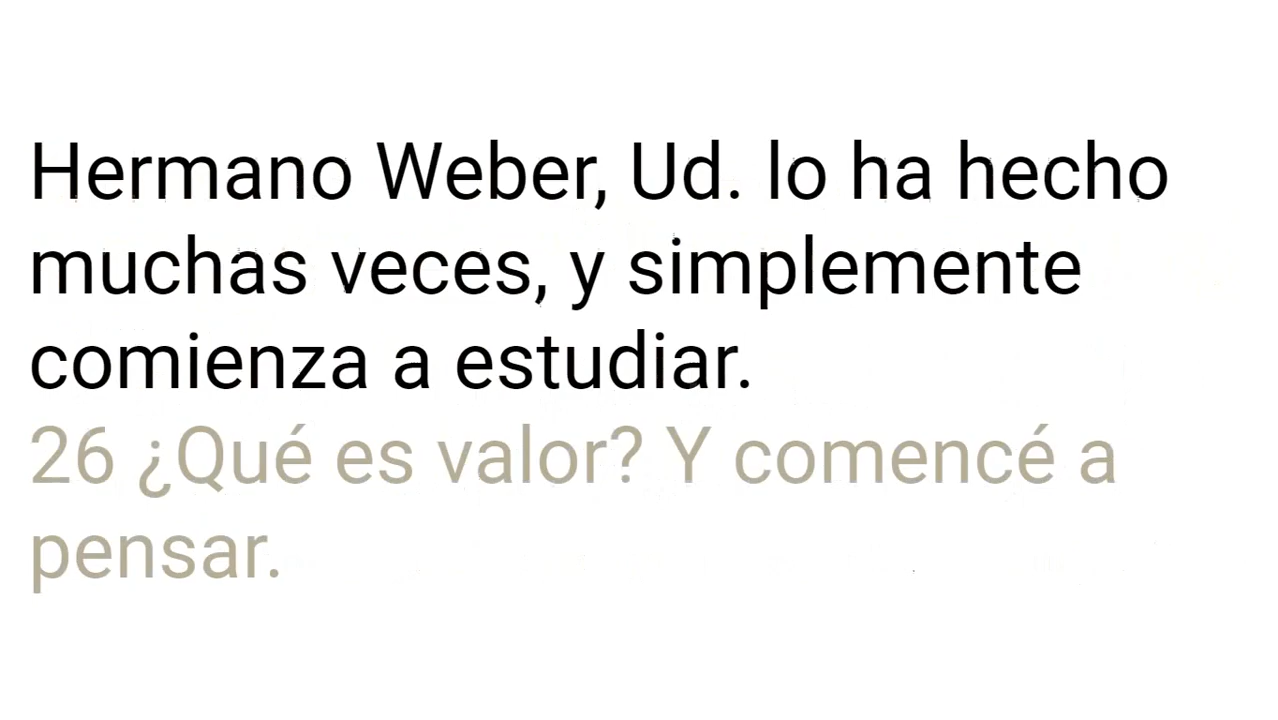 Hermano Weber, Ud. lo ha hecho
muchas veces, y simplemente
comienza a estudiar.
26 ¿Qué es valor? Y comencé a
pensar.